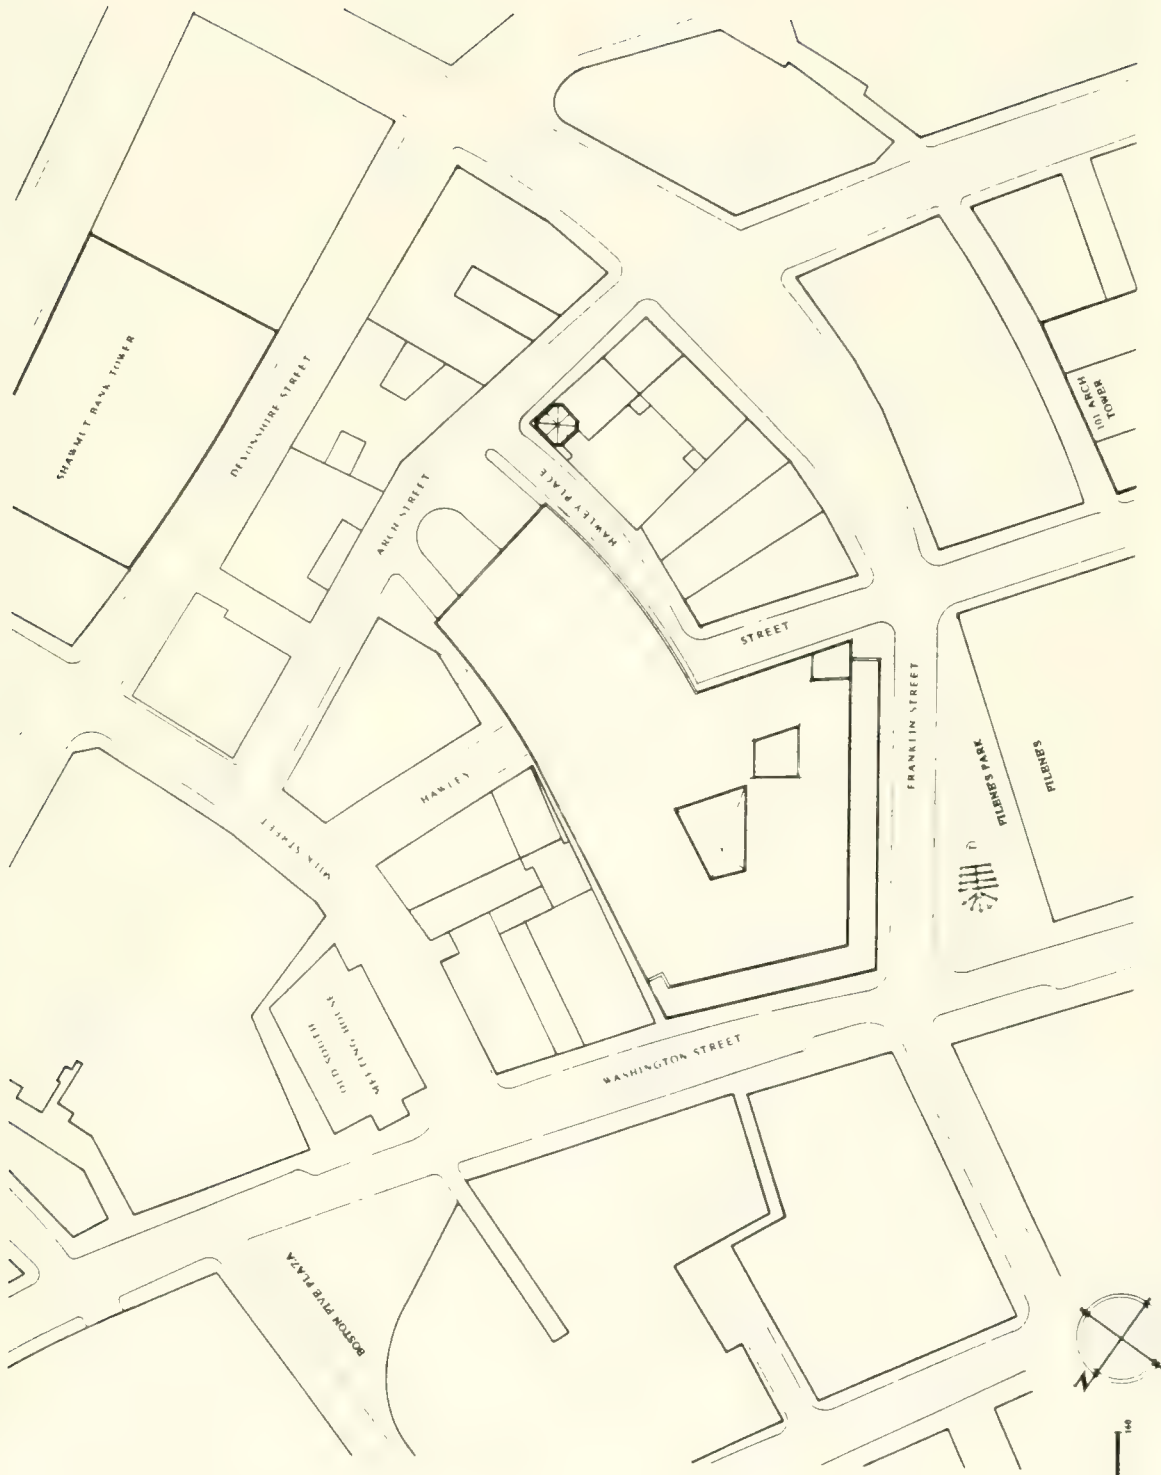 SHAWMUT BANK TOWER
DEVONSHIRE STREET
ARCH STREET
HAWLEY PLACE
101 ARCH
TOWER
STREET
FRANKLIN STREET
FILENE'S PARK
FILENE'S
HAWLEY
MILK STREET
OLD SOUTH
MEETING HOUSE
WASHINGTON STREET
BOSTON FIVE PLAZA
N
160